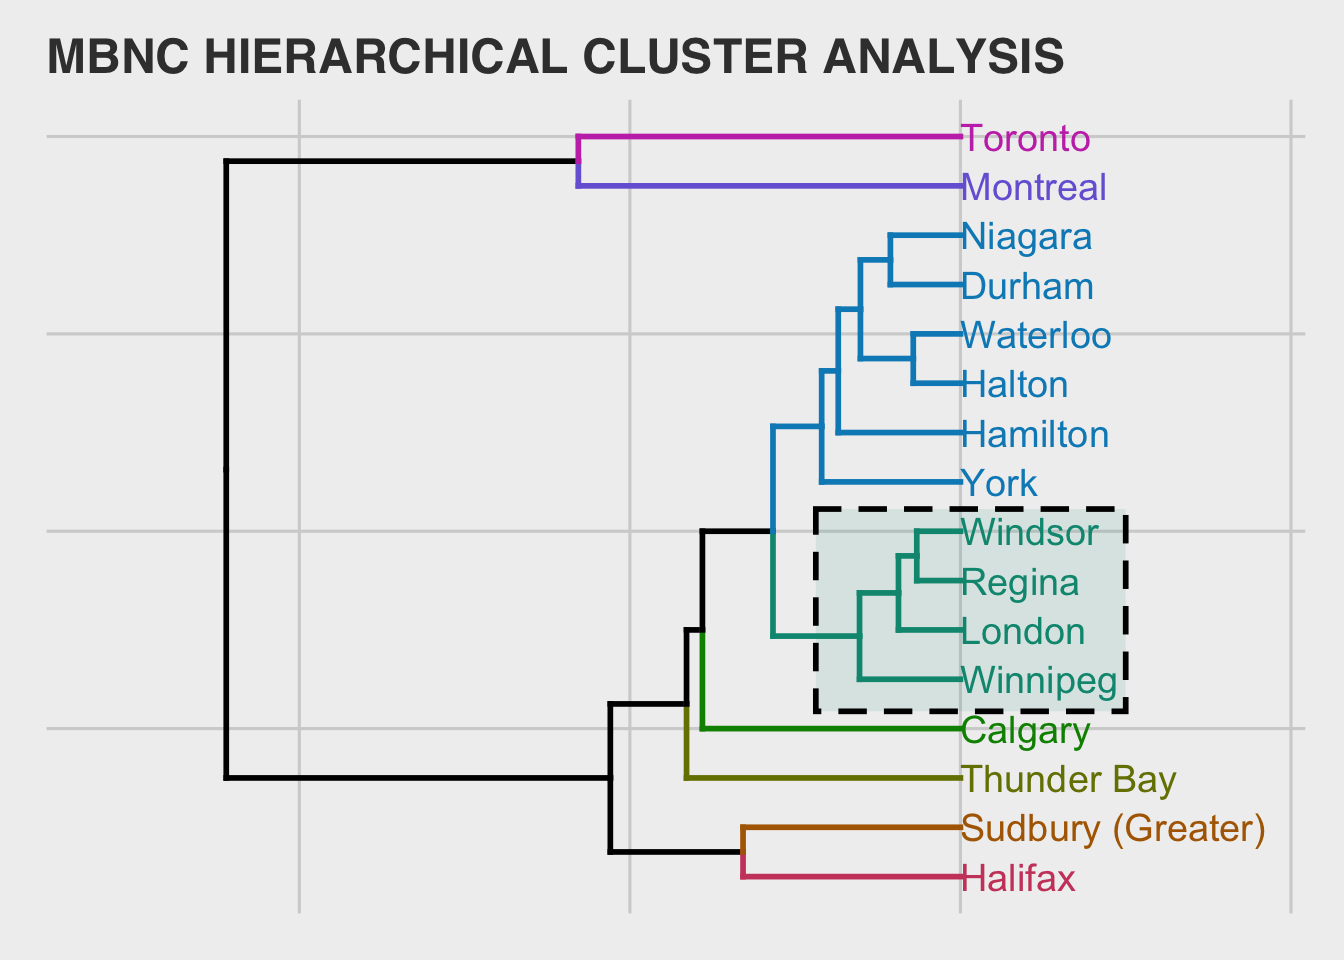 MBNC HIERARCHICAL CLUSTER ANALYSIS
Toronto
Montreal
Niagara
Durham
Waterloo
Halton
Hamilton
York
Windsor
Regina
London
Winnipeg
Calgary
Thunder Bay
Sudbury (Greater)
Halifax